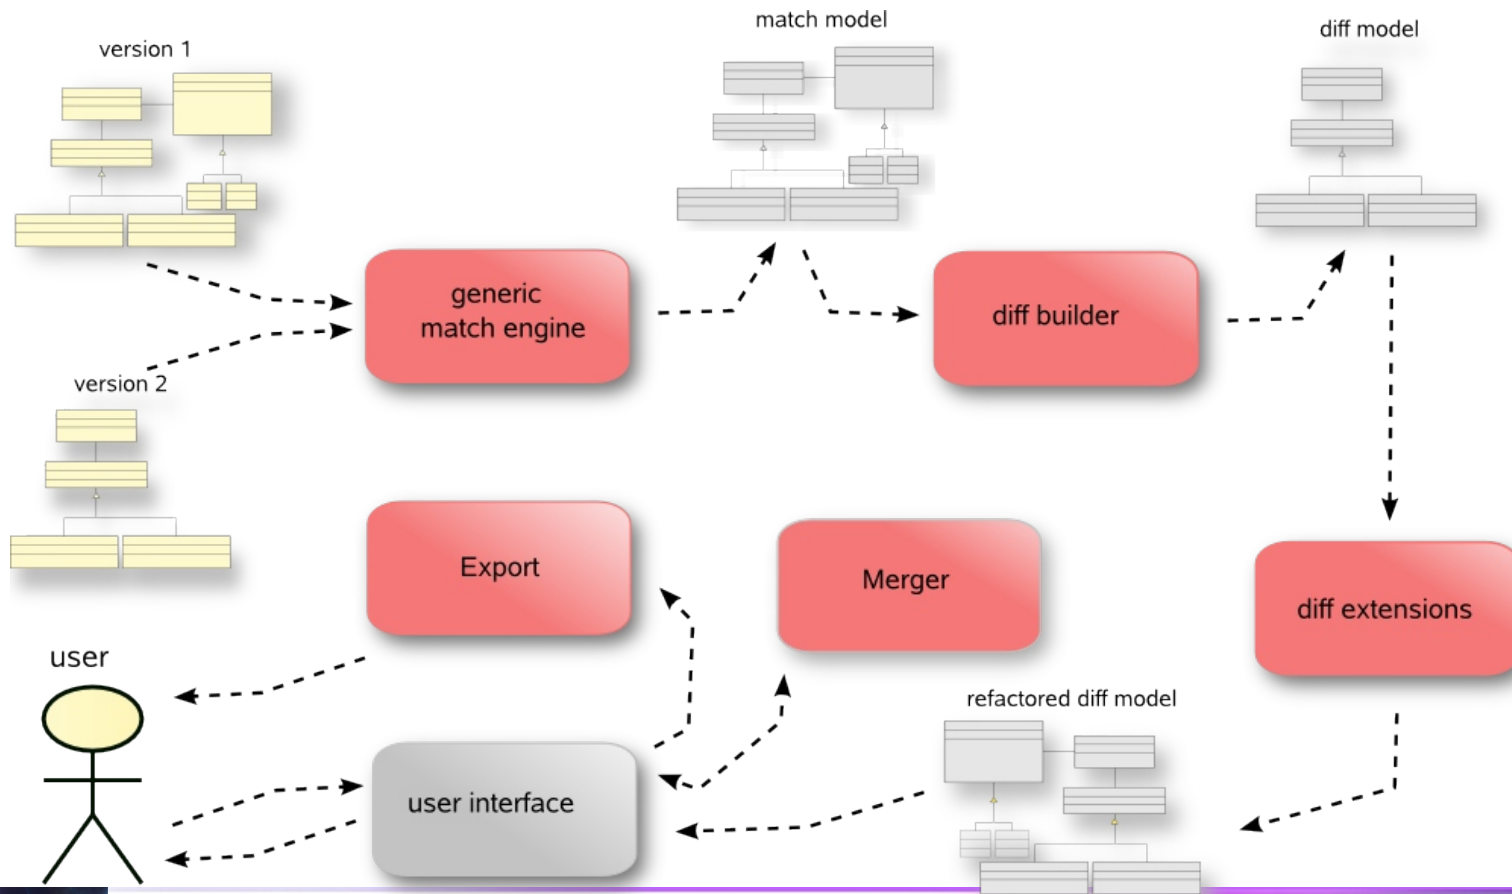 match model
diff model
version 1
generic
match engine
diff builder
version 2
Export
Merger
diff extensions
user
refactored diff model
user interface